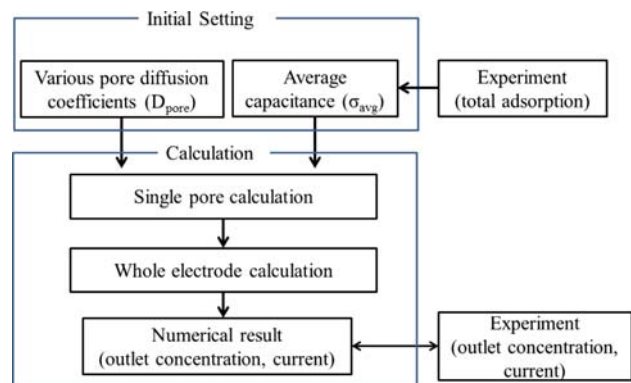 Initial Setting
Various pore diffusion
coefficients (Dpore)
Average
capacitance (σavg)
Experiment
(total adsorption)
Calculation
Single pore calculation
Whole electrode calculation
Numerical result
(outlet concentration, current)
Experiment
(outlet concentration,
current)